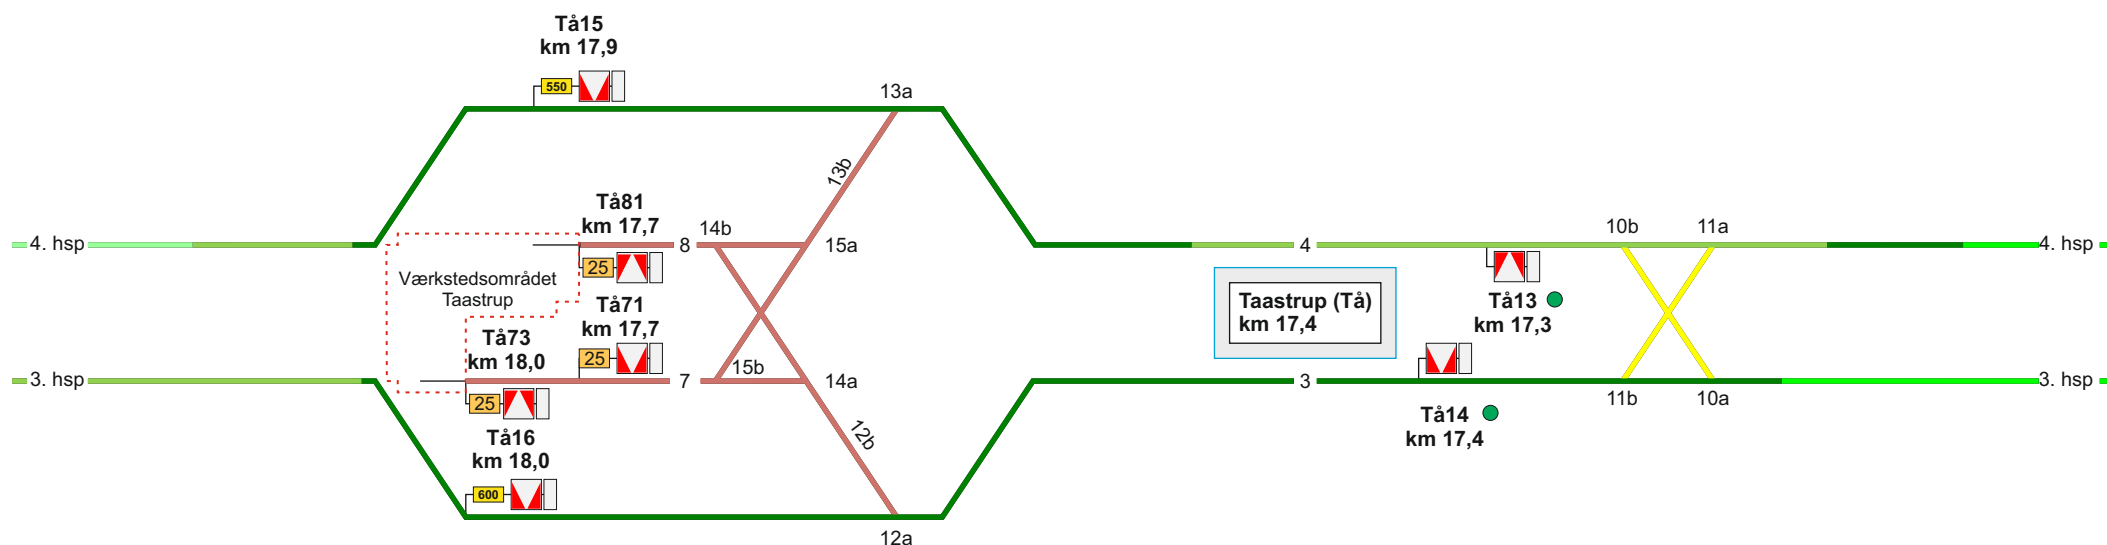 Tå15
km 17,9
550
13a
13b
Tå81
km 17,7
14b
10b
11a
4. hsp
8
15a
4
4. hsp
25
Værkstedsområdet
Taastrup
Tå71
km 17,7
Taastrup (Tå)
km 17,4
Tå13
km 17,3
Tå73
km 18,0
25
15b
3. hsp
7
14a
3
3. hsp
11b
10a
25
Tå14
km 17,4
12b
Tå16
km 18,0
600
12a